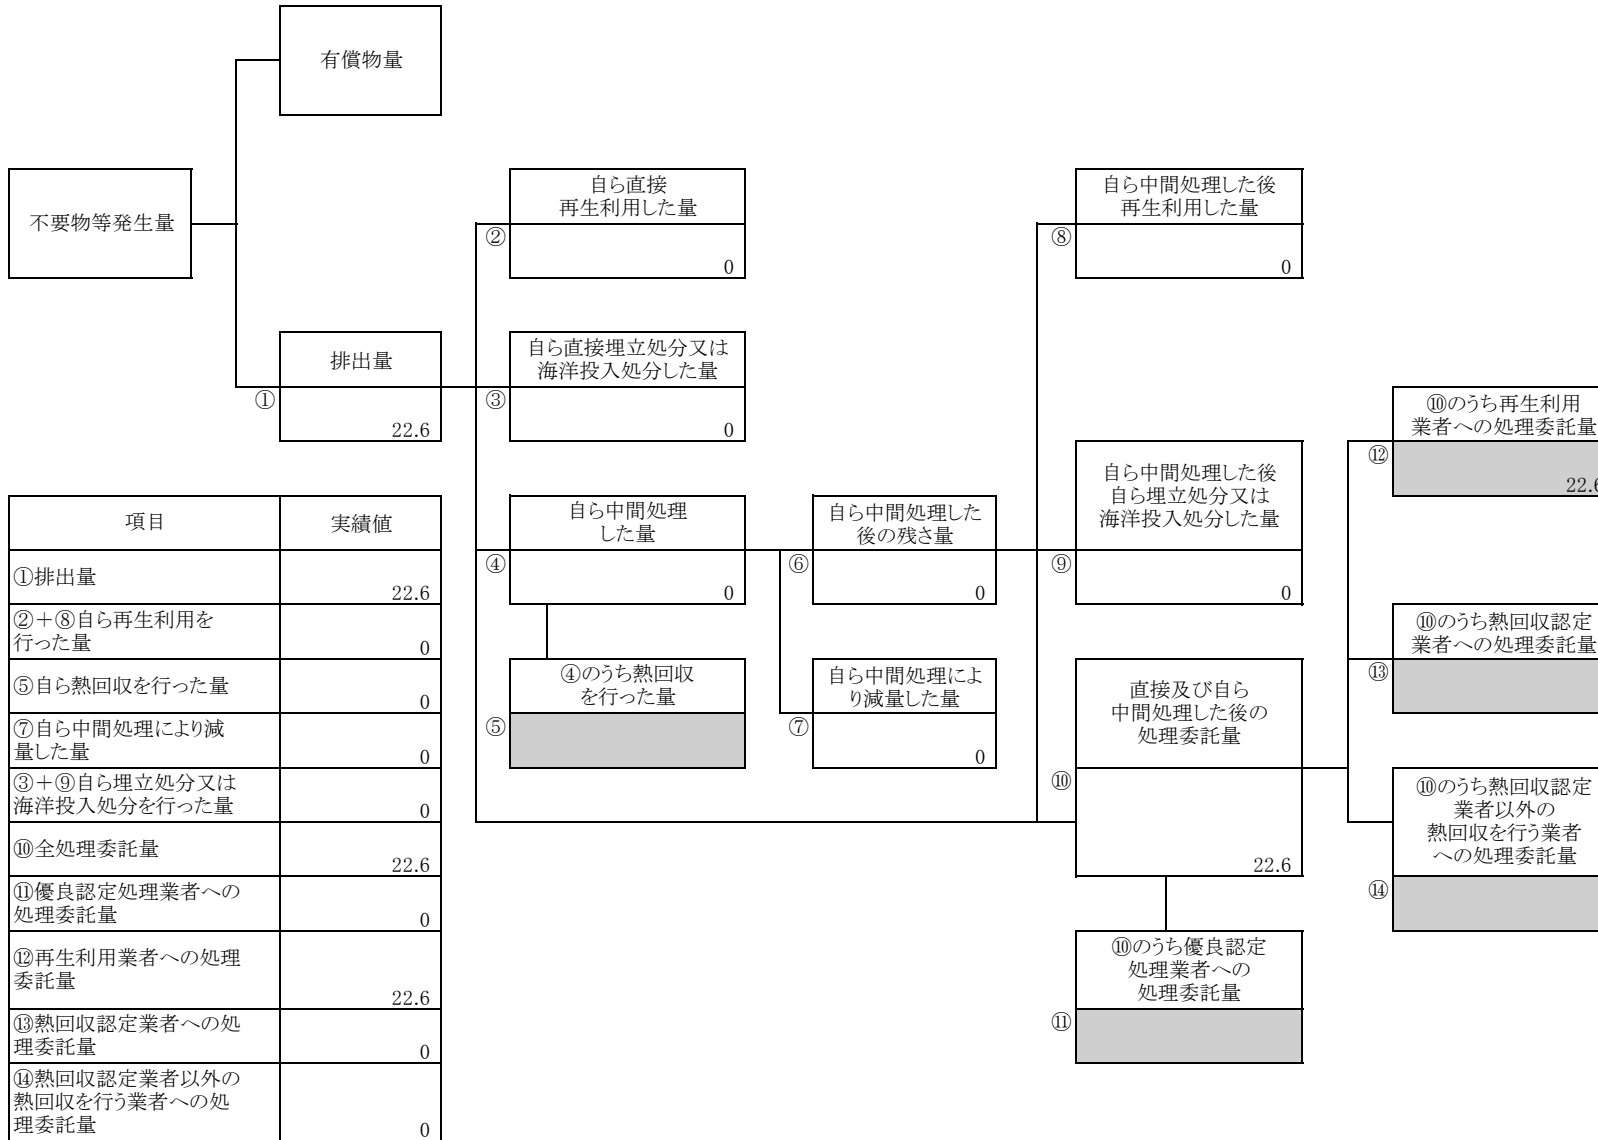 有償物量
不要物等発生量
自ら直接
再生利用した量
②
0
自ら中間処理した後
再生利用した量
⑧
0
排出量
①
22.6
自ら直接埋立処分又は
海洋投入処分した量
③
0
⑩のうち再生利用
業者への処理委託量
⑫
22.6
自ら中間処理した後
自ら埋立処分又は
海洋投入処分した量
⑨
0
自ら中間処理
した量
④
0
自ら中間処理した
後の残さ量
⑥
0
④のうち熱回収
を行った量
⑤
自ら中間処理によ
り減量した量
⑦
0
⑩のうち熱回収認定
業者への処理委託量
⑬
直接及び自ら
中間処理した後の
処理委託量
⑩
22.6
⑩のうち熱回収認定
業者以外の
熱回収を行う業者
への処理委託量
⑭
⑩のうち優良認定
処理業者への
処理委託量
⑪
項目 実績値
①排出量
22.6
②+⑧自ら再生利用を
行った量
0
⑤自ら熱回収を行った量
0
⑦自ら中間処理により減
量した量
0
③+⑨自ら埋立処分又は
海洋投入処分を行った量
0
⑩全処理委託量
22.6
⑪優良認定処理業者への
処理委託量
0
⑫再生利用業者への処理
委託量
22.6
⑬熱回収認定業者への処
理委託量
0
⑭熱回収認定業者以外の
熱回収を行う業者への処
理委託量
0